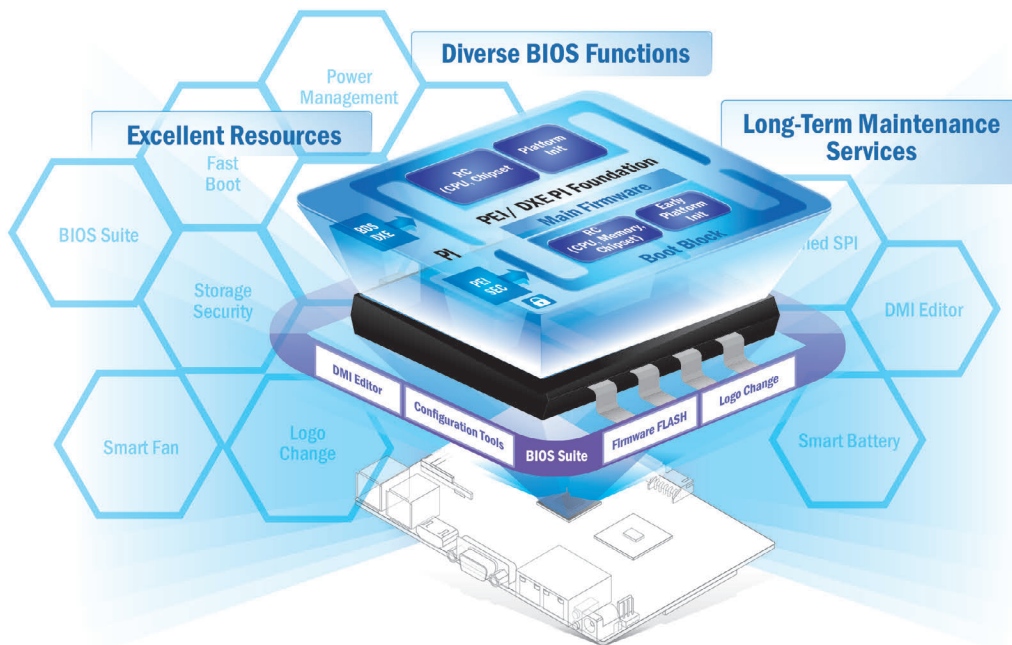 Diverse BIOS Functions
Power
Management
Excellent Resources
Long-Term Maintenance
Services
Fast
Boot
BIOS Suite
Storage
Security
Smart Fan
Logo
Change
RC
(CPU, Chipset
Platform
Init
PEI / DXE PI Foundation
Main Firmware
BDS
DXE
PI
RC
(CPU, Memory,
Chipset)
Early
Platform
Init
Boot Block
PEI
SEC
SPI
DMI Editor
Smart Battery
DMI Editor
Configuration Tools
BIOS Suite
Firmware FLASH
Logo Change